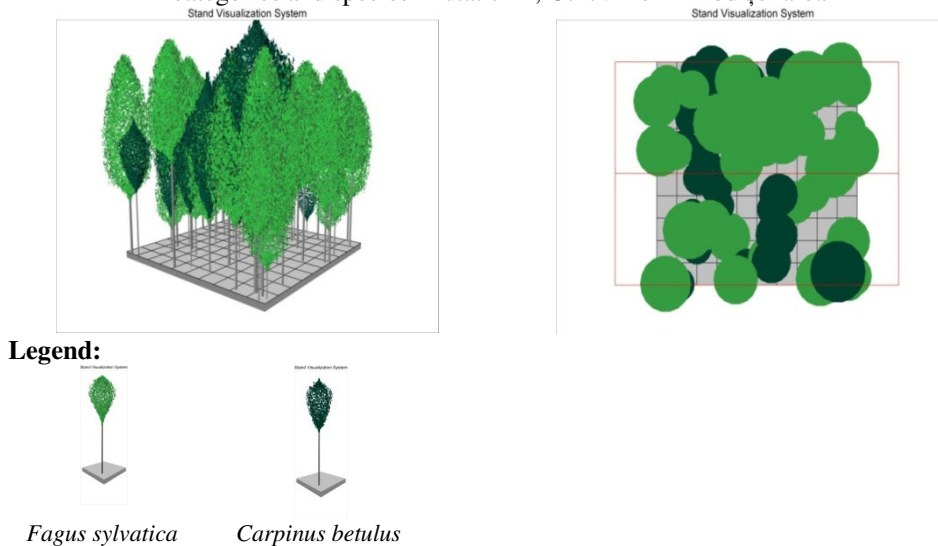 Stand Visualization System
Stand Visualization System
Legend:
Stand Visualization System
Stand Visualization System
Fagus sylvatica
Carpinus betulus